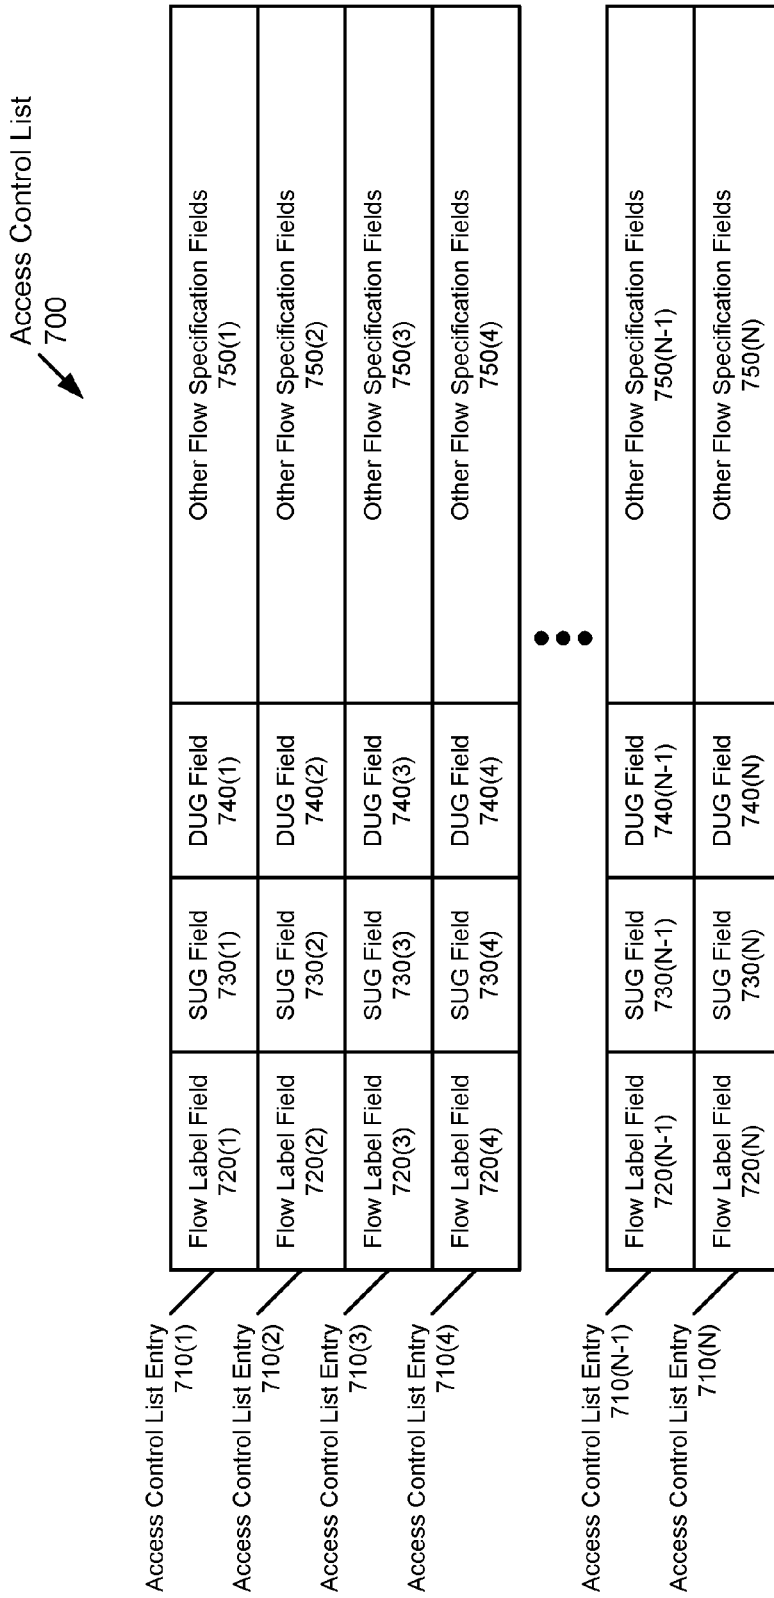 Access Control List
700
Access Control List Entry
710(1)
Flow Label Field
720(1)
SUG Field
730(1)
DUG Field
740(1)
Other Flow Specification Fields
750(1)
Access Control List Entry
710(2)
Flow Label Field
720(2)
SUG Field
730(2)
DUG Field
740(2)
Other Flow Specification Fields
750(2)
Access Control List Entry
710(3)
Flow Label Field
720(3)
SUG Field
730(3)
DUG Field
740(3)
Other Flow Specification Fields
750(3)
Access Control List Entry
710(4)
Flow Label Field
720(4)
SUG Field
730(4)
DUG Field
740(4)
Other Flow Specification Fields
750(4)
Access Control List Entry
710(N-1)
Flow Label Field
720(N-1)
SUG Field
730(N-1)
DUG Field
740(N-1)
Other Flow Specification Fields
750(N-1)
Access Control List Entry
710(N)
Flow Label Field
720(N)
SUG Field
730(N)
DUG Field
740(N)
Other Flow Specification Fields
750(N)